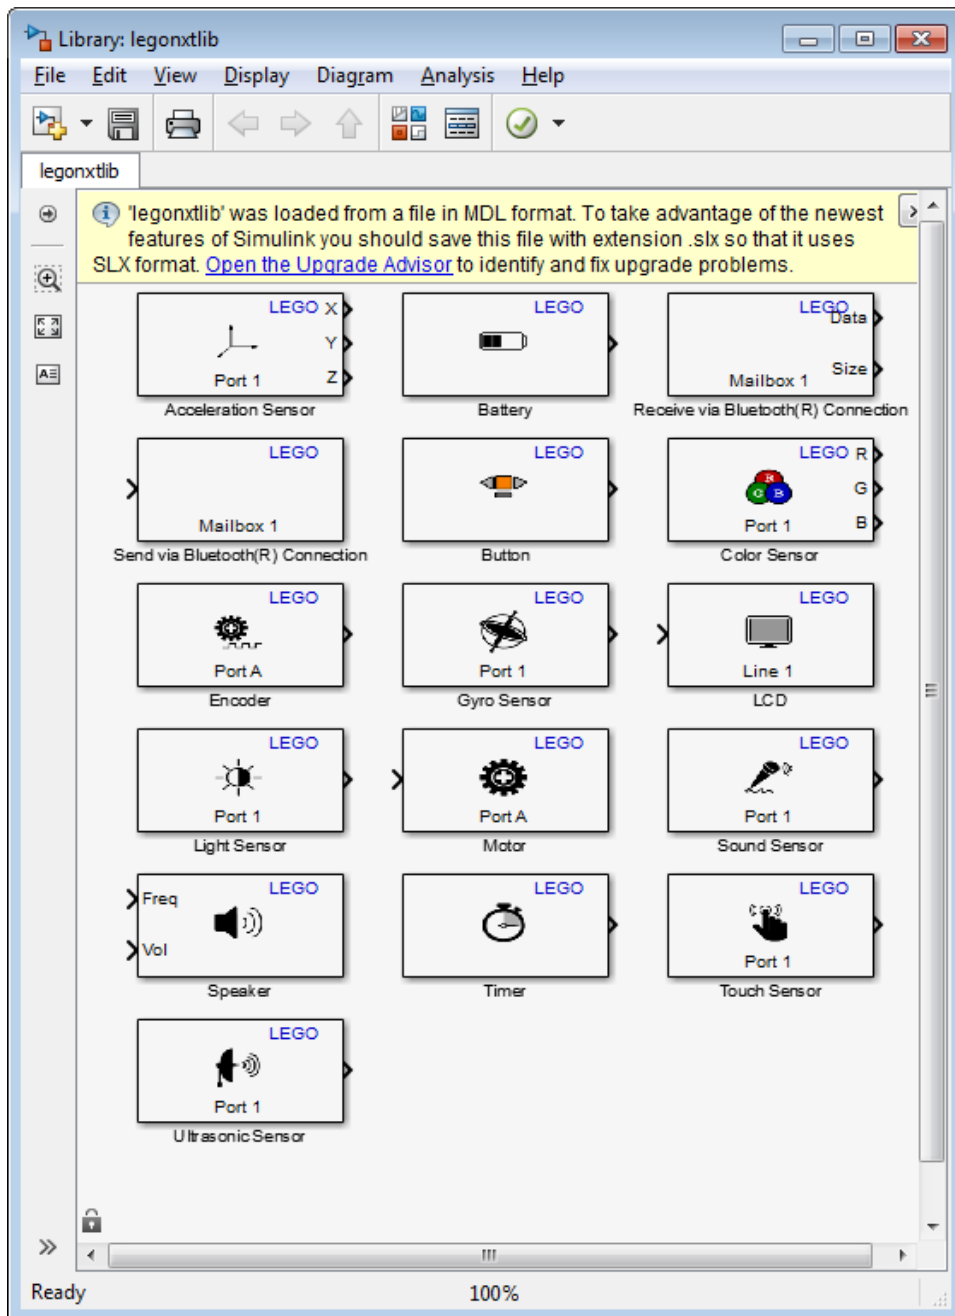 Library: legonxtlib
File Edit View Display Diagram Analysis Help
legonxtlib
'legonxtlib' was loaded from a file in MDL format. To take advantage of the newest
features of Simulink you should save this file with extension .slx so that it uses
SLX format. Open the Upgrade Advisor to identify and fix upgrade problems.
LEGO X
Y
Z
Port 1
Acceleration Sensor
LEGO
Battery
LEGO
Data
Size
Mailbox 1
Receive via Bluetooth(R) Connection
LEGO
Mailbox 1
Send via Bluetooth(R) Connection
LEGO
Button
LEGO R
G
B
R
G B
Port 1
Color Sensor
LEGO
Port A
Encoder
LEGO
Port 1
Gyro Sensor
LEGO
Line 1
LCD
LEGO
Port 1
Light Sensor
LEGO
Port A
Motor
LEGO
Port 1
Sound Sensor
LEGO
Freq
Vol
Speaker
LEGO
Timer
LEGO
Port 1
Touch Sensor
LEGO
Port 1
Ultrasonic Sensor
Ready 100%